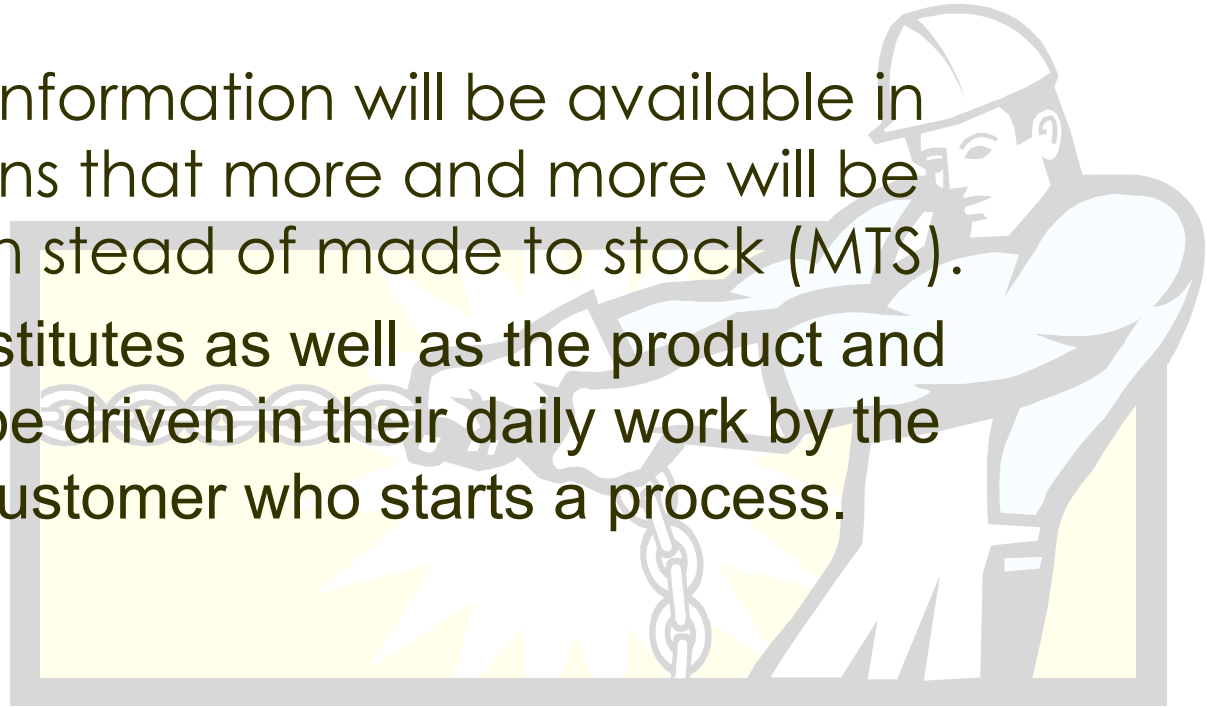 nformation will be available in
ns that more and more will be
n stead of made to stock (MTS).
stitutes as well as the product and
be driven in their daily work by the
ustomer who starts a process.